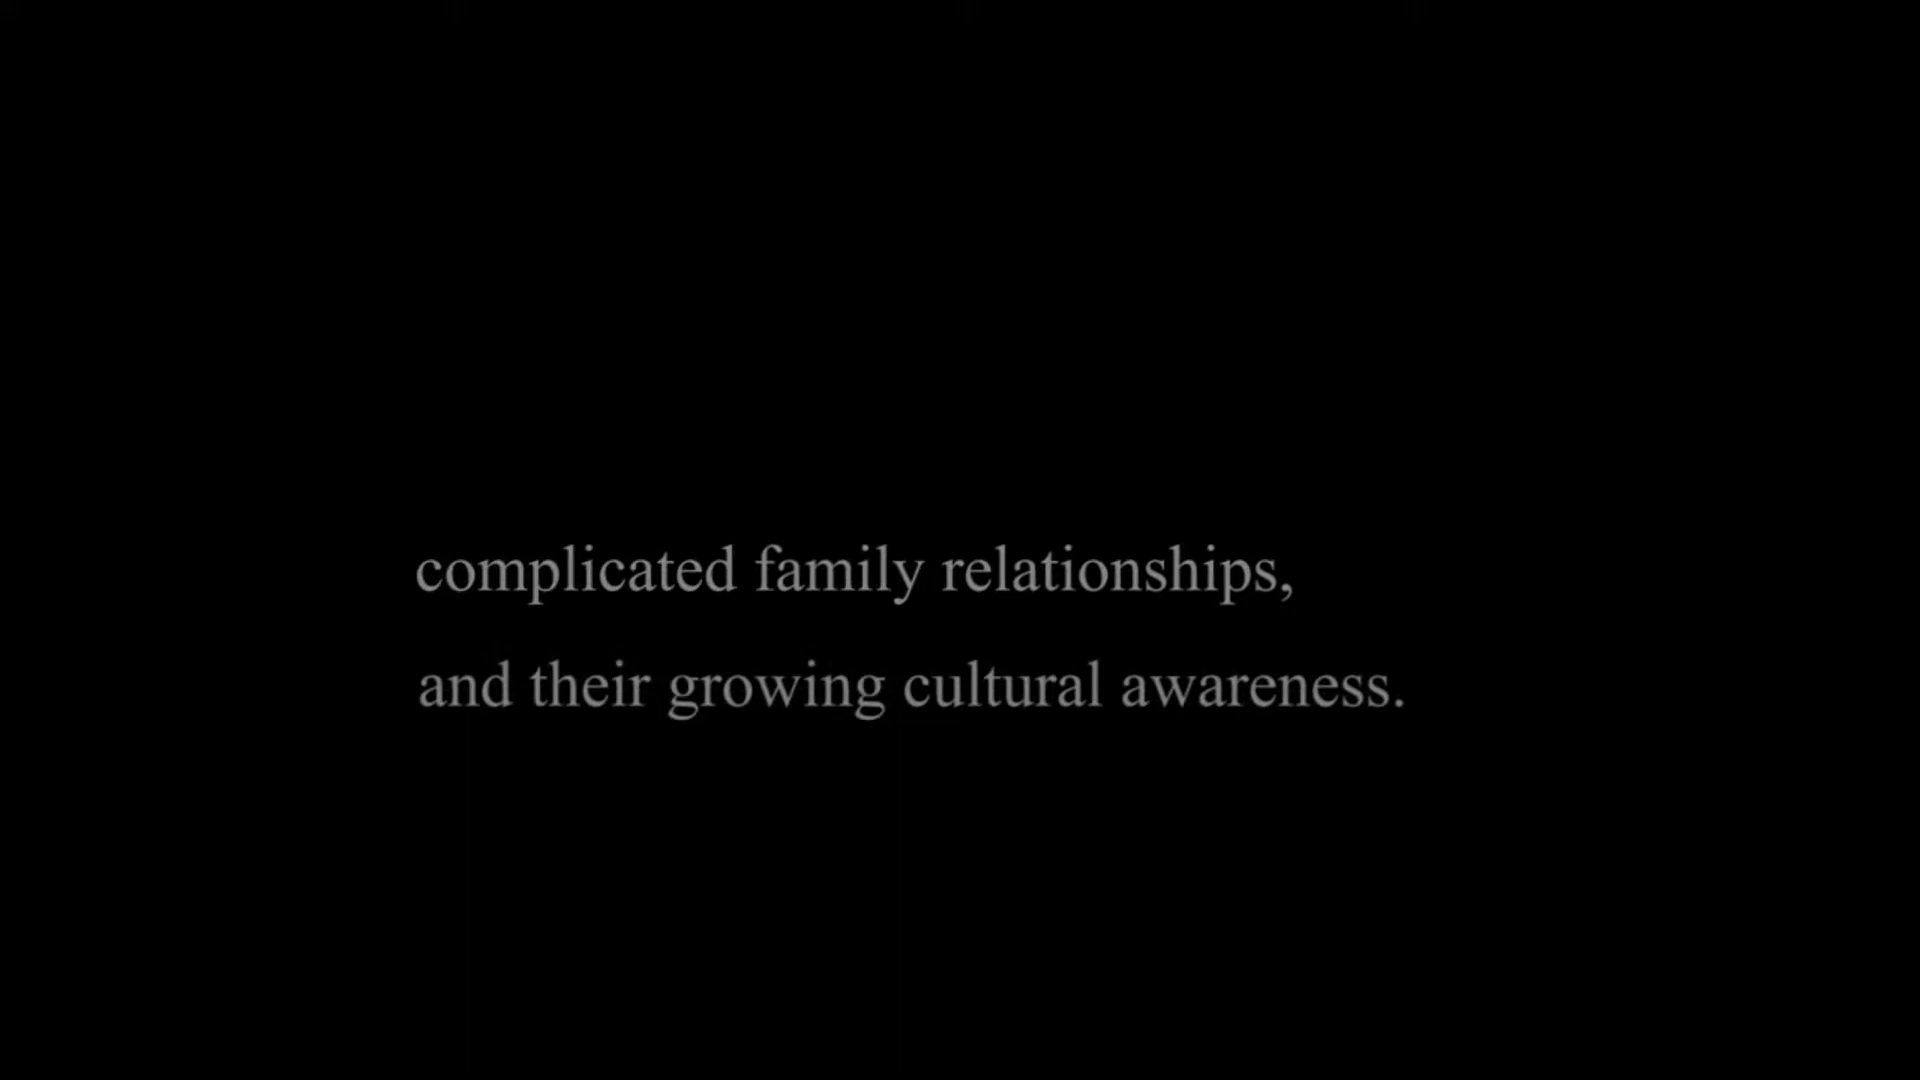 complicated family relationships,
and their growing cultural awareness.